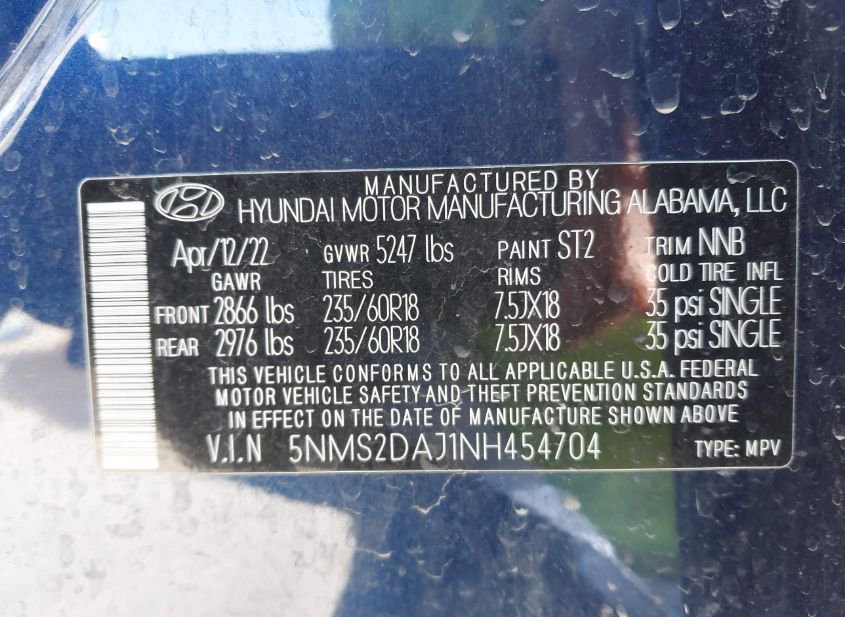 MANUFACTURED BY
HYUNDAI MOTOR MANUFACTURING ALABAMA, LLC
Apr/12/22 GVWR 5247 lbs PAINT ST2 TRIM NNB
GAWR TIRES RIMS COLD TIRE INFL
FRONT 2866 lbs 235/60R18 7.5JX18 35 psi SINGLE
REAR 2976 lbs 235/60R18 7.5JX18 35 psi SINGLE
THIS VEHICLE CONFORMS TO ALL APPLICABLE U.S.A. FEDERAL
MOTOR VEHICLE SAFETY AND THEFT PREVENTION STANDARDS
IN EFFECT ON THE DATE OF MANUFACTURE SHOWN ABOVE
V.I.N 5NMS2DAJ1NH454704 TYPE: MPV